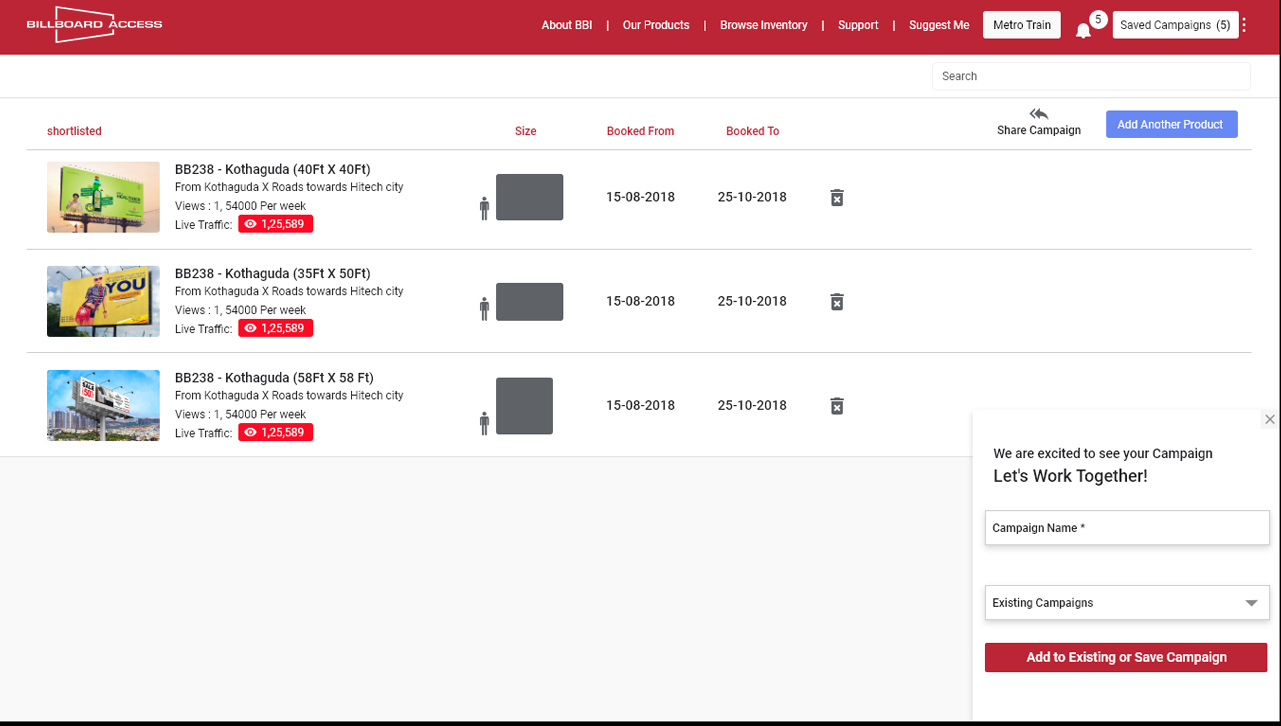 BILLBOARD ACCESS
About BBI | Our Products | Browse Inventory | Support | Suggest Me Metro Train 5 Saved Campaigns (5)
Search
shortlisted Size Booked From Booked To Share Campaign Add Another Product
BB238 - Kothaguda (40Ft X 40Ft)
From Kothaguda X Roads towards Hitech city
Views : 1, 54000 Per week
Live Traffic: 1,25,589
15-08-2018 25-10-2018
BB238 - Kothaguda (35Ft X 50Ft)
From Kothaguda X Roads towards Hitech city
Views : 1, 54000 Per week
Live Traffic: 1,25,589
15-08-2018 25-10-2018
YOU
BB238 - Kothaguda (58Ft X 58 Ft)
From Kothaguda X Roads towards Hitech city
Views : 1, 54000 Per week
Live Traffic: 1,25,589
15-08-2018 25-10-2018
SALE
50
We are excited to see your Campaign
Let's Work Together!
Campaign Name *
Existing Campaigns
Add to Existing or Save Campaign